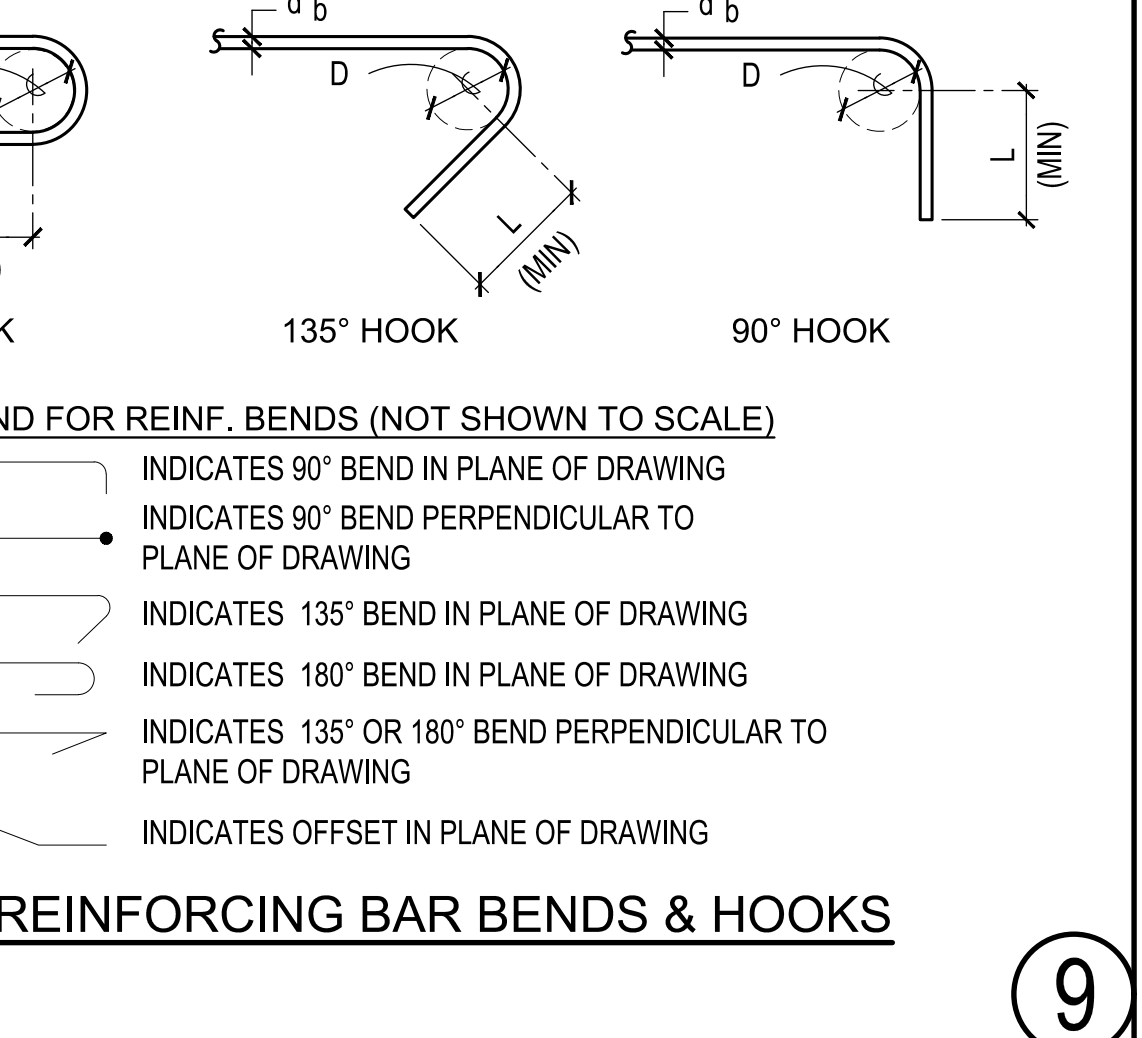 d b
d b
D
D
L
(MIN)
L
(MIN)
135° HOOK
90° HOOK
FOR REINF. BENDS (NOT SHOWN TO SCALE)
INDICATES 90° BEND IN PLANE OF DRAWING
INDICATES 90° BEND PERPENDICULAR TO
PLANE OF DRAWING
INDICATES 135° BEND IN PLANE OF DRAWING
INDICATES 180° BEND IN PLANE OF DRAWING
INDICATES 135° OR 180° BEND PERPENDICULAR TO
PLANE OF DRAWING
INDICATES OFFSET IN PLANE OF DRAWING
REINFORCING BAR BENDS & HOOKS
9